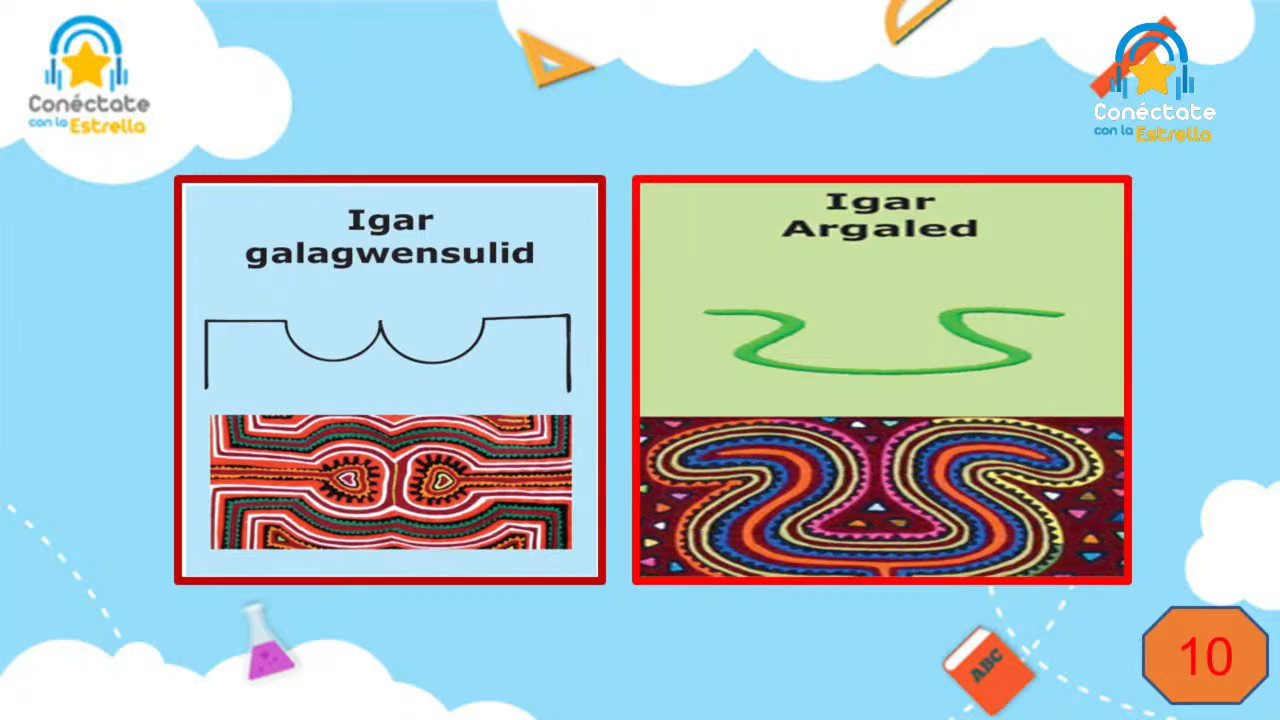 Conéctate
con la Estrella
Conéctate
con la Estrella
Igar
galagwensulid
Igar
Argaled
ABC
10